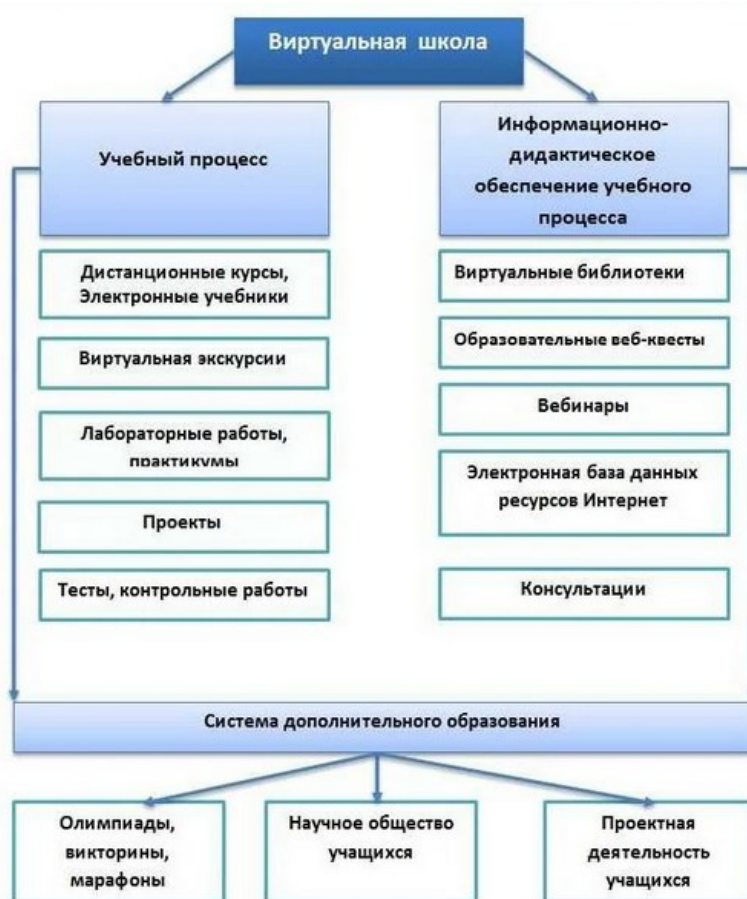 Виртуальная школа
Учебный процесс
Дистанционные курсы,
Электронные учебники
Виртуальная экскурсии
Лабораторные работы,
практикумы
Проекты
Тесты, контрольные работы
Информационно-
дидактическое
обеспечение учебного
процесса
Виртуальные библиотеки
Образовательные веб-квесты
Вебинары
Электронная база данных
ресурсов Интернет
Консультации
Система дополнительного образования
Олимпиады,
викторины,
марафоны
Научное общество
учащихся
Проектная
деятельность
учащихся